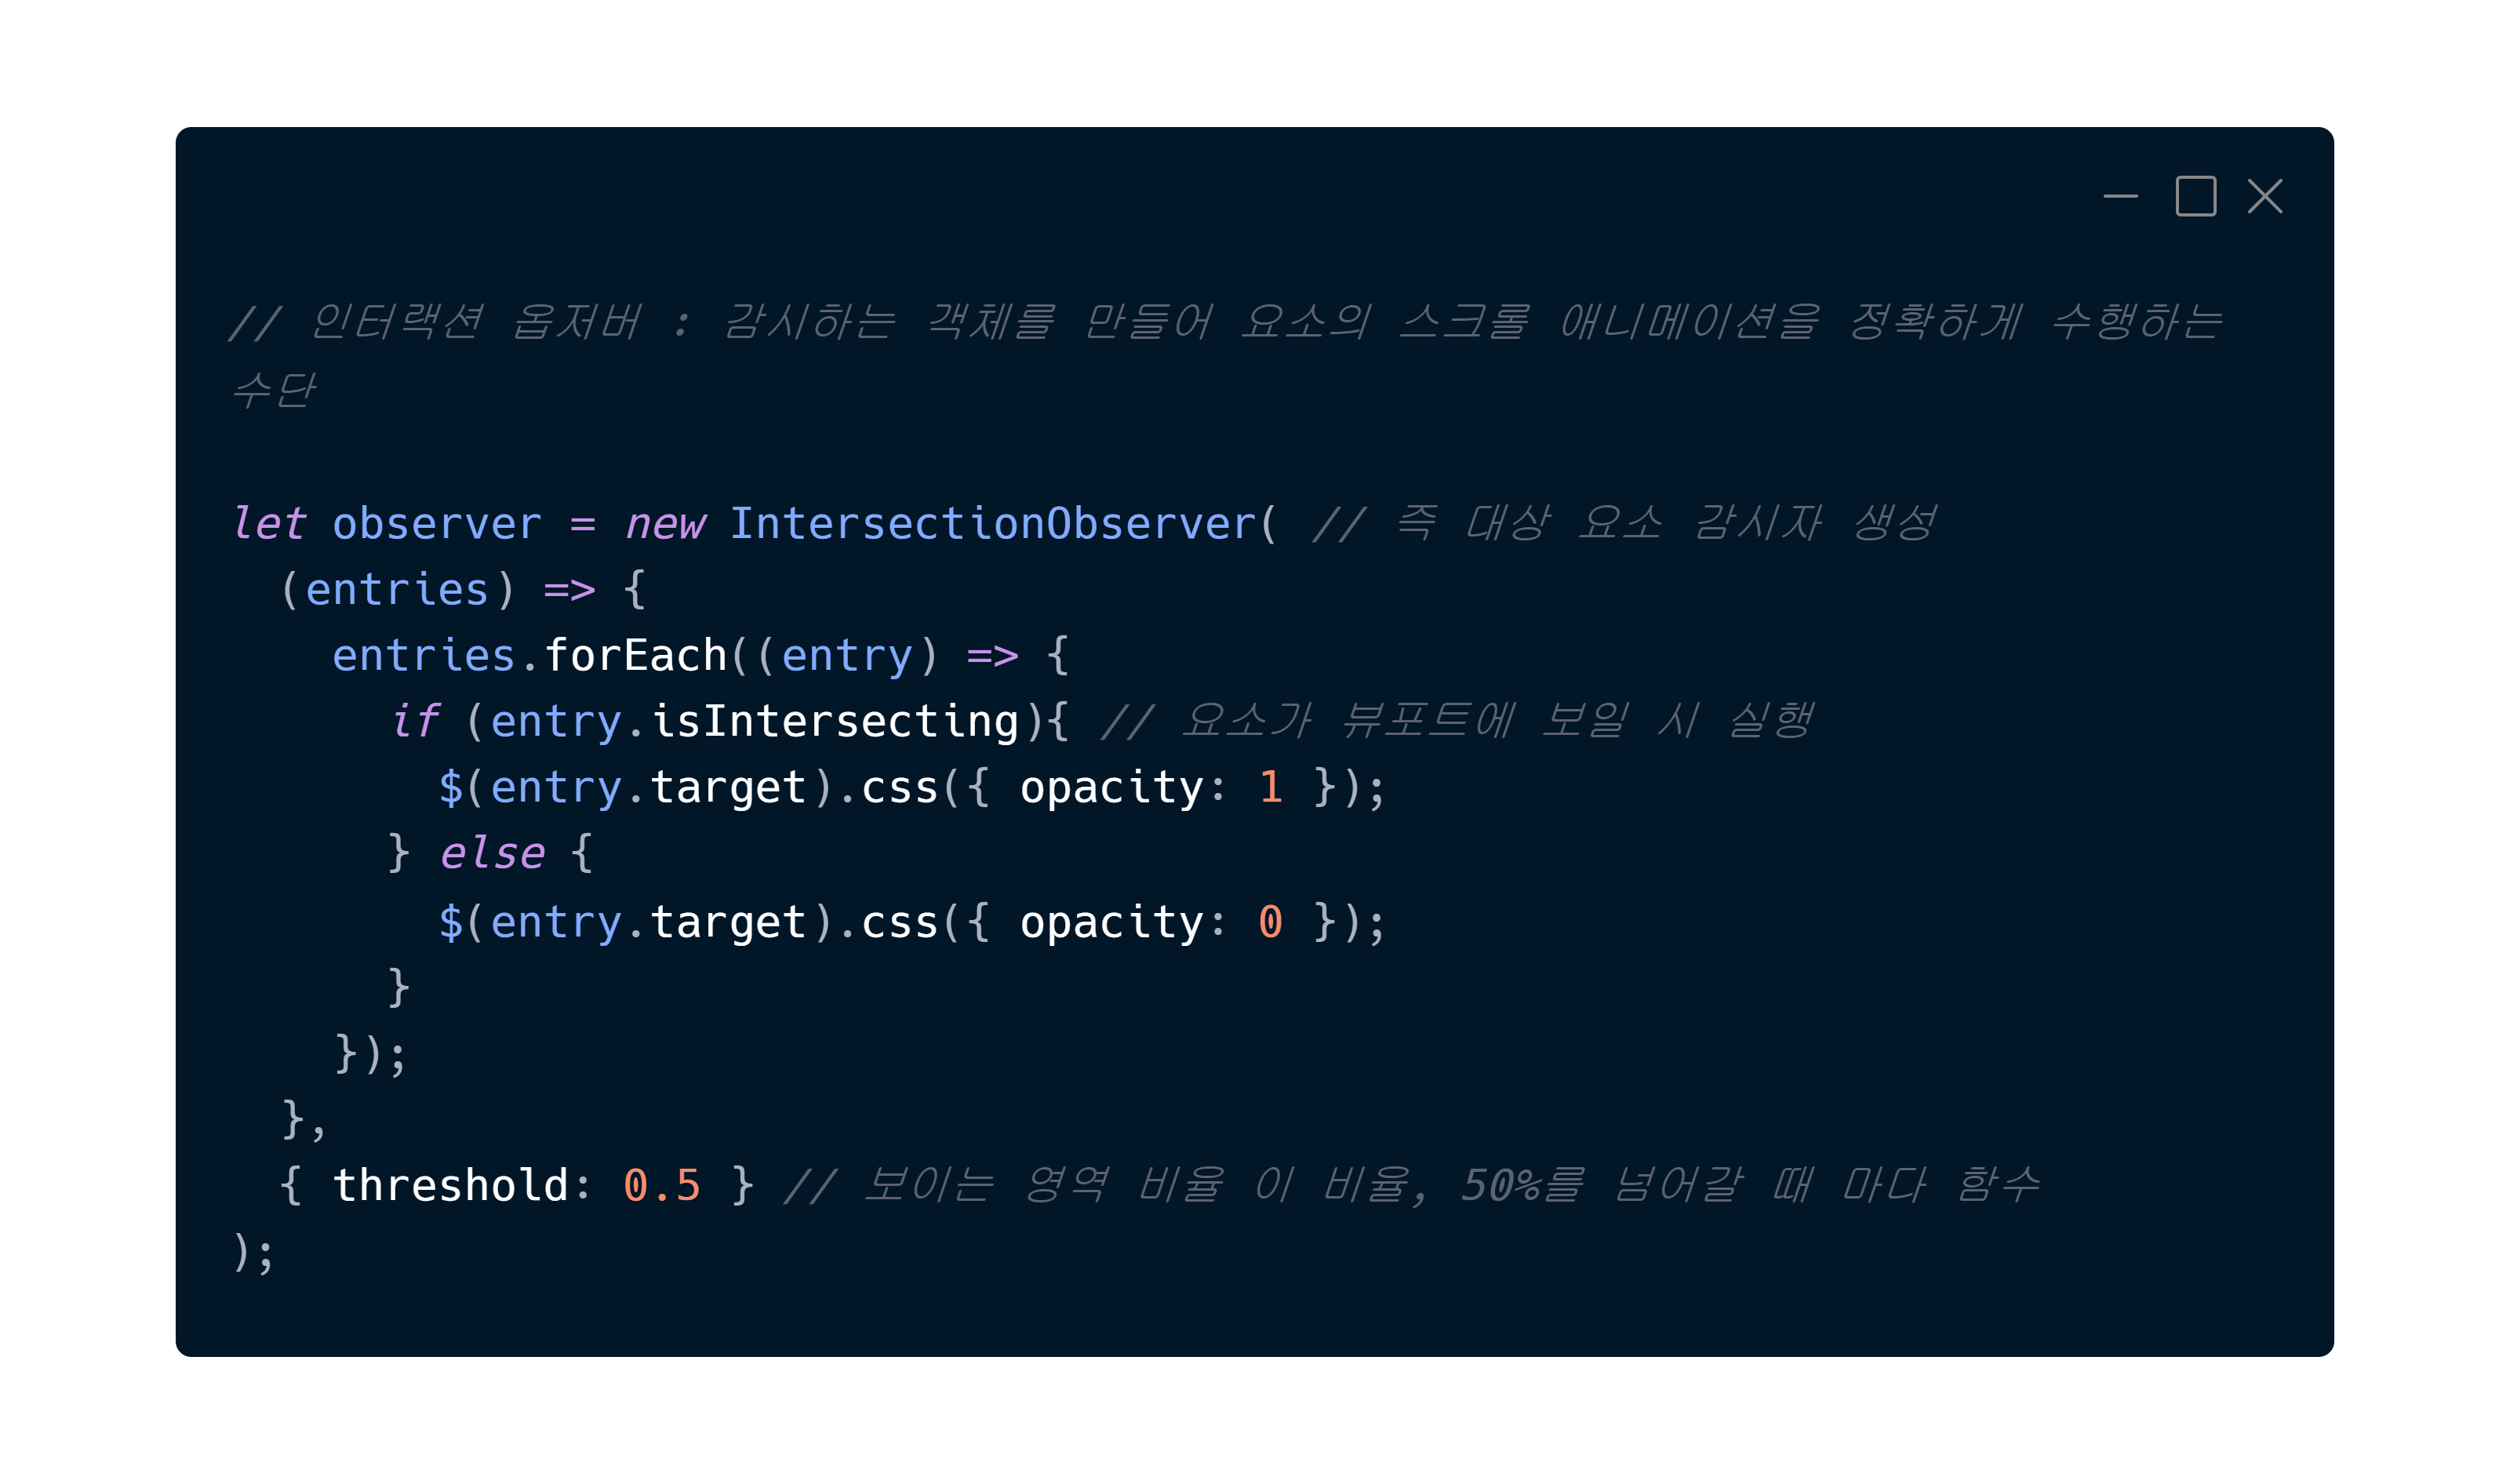 // 인터랙션 옵저버 : 감시하는 객체를 만들어 요소의 스크롤 애니메이션을 정확하게 수행하는
수단
let observer = new IntersectionObserver( // 즉 대상 요소 감시자 생성
  (entries) => {
    entries.forEach((entry) => {
      if (entry.isIntersecting){ // 요소가 뷰포트에 보일 시 실행
        $(entry.target).css({ opacity: 1 });
      } else {
        $(entry.target).css({ opacity: 0 });
      }
    });
  },
  { threshold: 0.5 } // 보이는 영역 비율 이 비율, 50%를 넘어갈 때 마다 함수
);